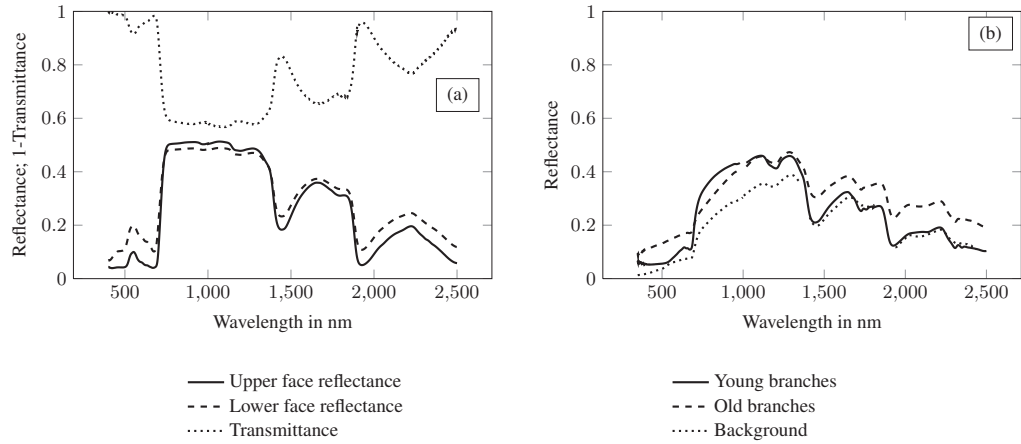 1
0.8
0.6
0.4
0.2
0
500
1,000
1,500
2,000
2,500
Reflectance; 1-Transmittance
Wavelength in nm
(a)
Upper face reflectance
Lower face reflectance
Transmittance
1
0.8
0.6
0.4
0.2
0
500
1,000
1,500
2,000
2,500
Reflectance
Wavelength in nm
(b)
Young branches
Old branches
Background